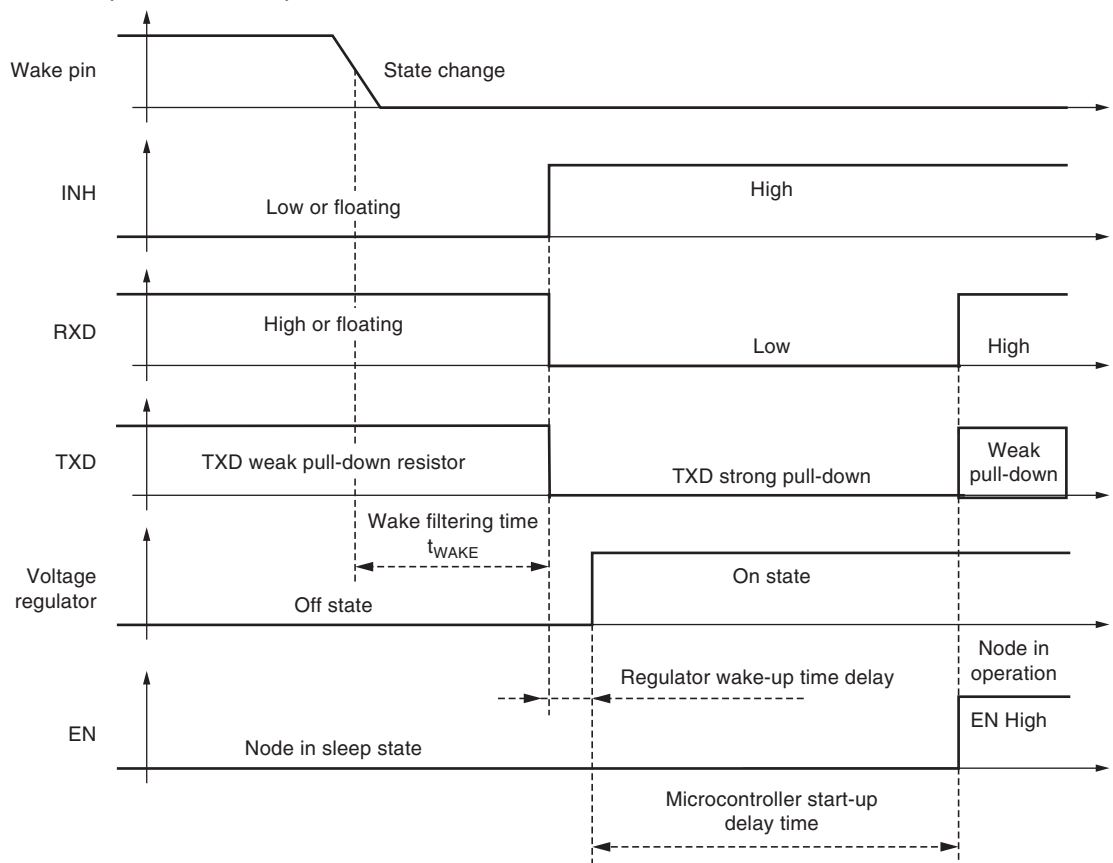 Wake pin
State change
INH
Low or floating
High
RXD
High or floating
Low
High
TXD
TXD weak pull-down resistor
TXD strong pull-down
Weak
pull-down
Wake filtering time
tWAKE
Voltage
regulator
Off state
On state
Node in
operation
Regulator wake-up time delay
EN
Node in sleep state
EN High
Microcontroller start-up
delay time